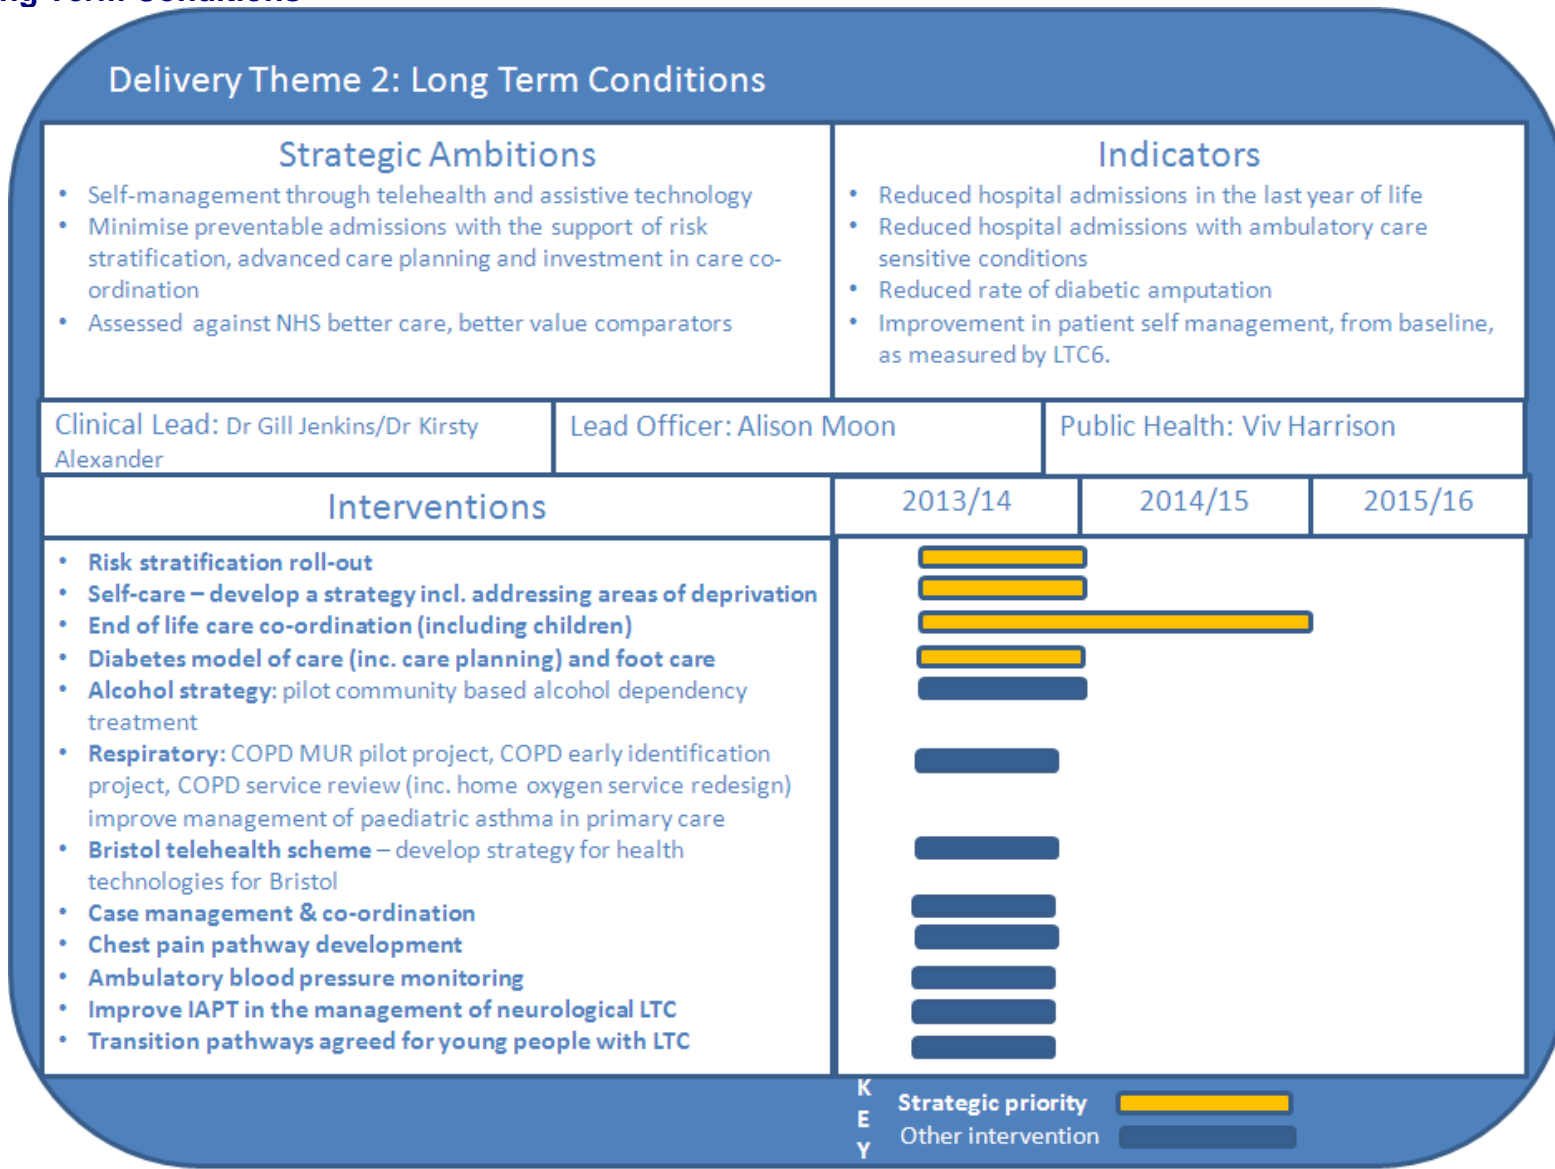 ng Term Conditions
Delivery Theme 2: Long Term Conditions
Strategic Ambitions
• Self-management through telehealth and assistive technology
• Minimise preventable admissions with the support of risk
stratification, advanced care planning and investment in care co-
ordination
• Assessed against NHS better care, better value comparators
Indicators
• Reduced hospital admissions in the last year of life
• Reduced hospital admissions with ambulatory care
sensitive conditions
• Reduced rate of diabetic amputation
• Improvement in patient self management, from baseline,
as measured by LTC6.
Clinical Lead: Dr Gill Jenkins/Dr Kirsty
Alexander
Lead Officer: Alison Moon
Public Health: Viv Harrison
Interventions
2013/14
2014/15
2015/16
• Risk stratification roll-out
• Self-care – develop a strategy incl. addressing areas of deprivation
• End of life care co-ordination (including children)
• Diabetes model of care (inc. care planning) and foot care
• Alcohol strategy: pilot community based alcohol dependency
treatment
• Respiratory: COPD MUR pilot project, COPD early identification
project, COPD service review (inc. home oxygen service redesign)
improve management of paediatric asthma in primary care
• Bristol telehealth scheme – develop strategy for health
technologies for Bristol
• Case management & co-ordination
• Chest pain pathway development
• Ambulatory blood pressure monitoring
• Improve IAPT in the management of neurological LTC
• Transition pathways agreed for young people with LTC
K
E
Y
Strategic priority
Other intervention